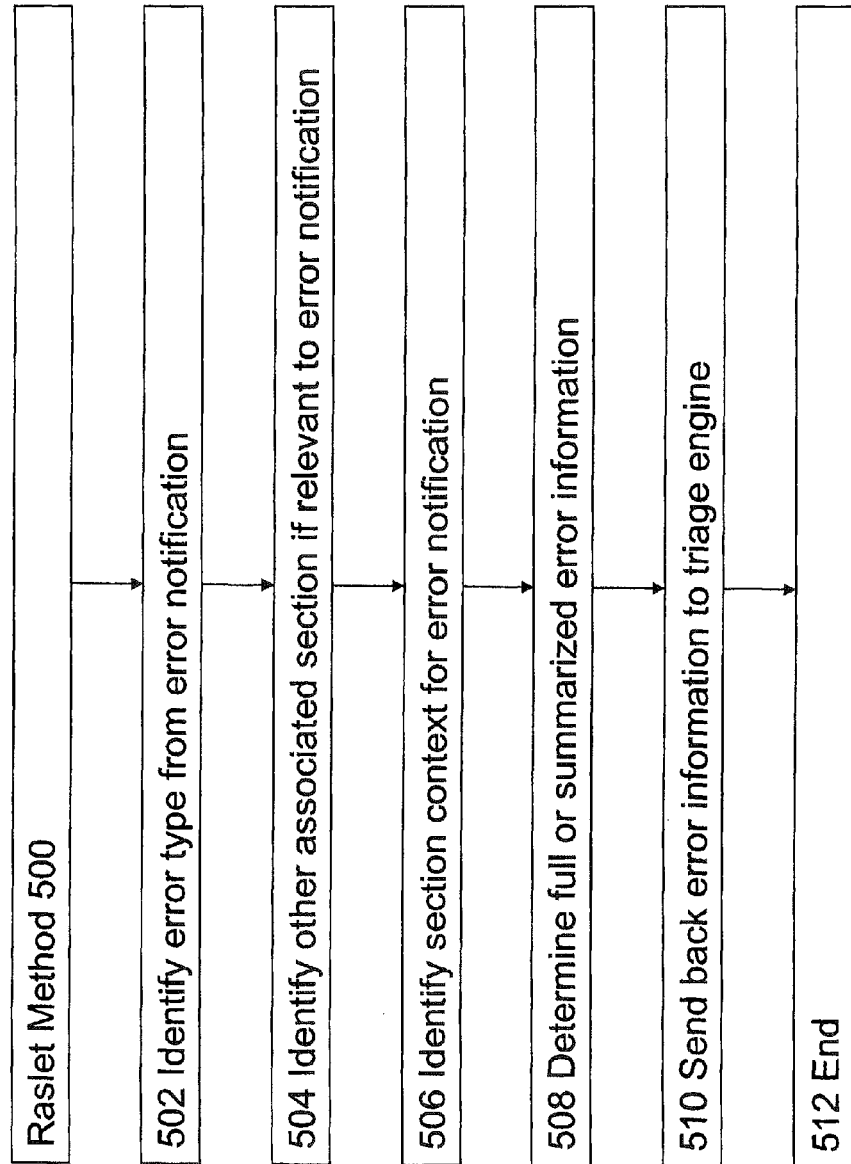 Raslet Method 500
502 Identify error type from error notification
504 Identify other associated section if relevant to error notification
506 Identify section context for error notification
508 Determine full or summarized error information
510 Send back error information to triage engine
512 End